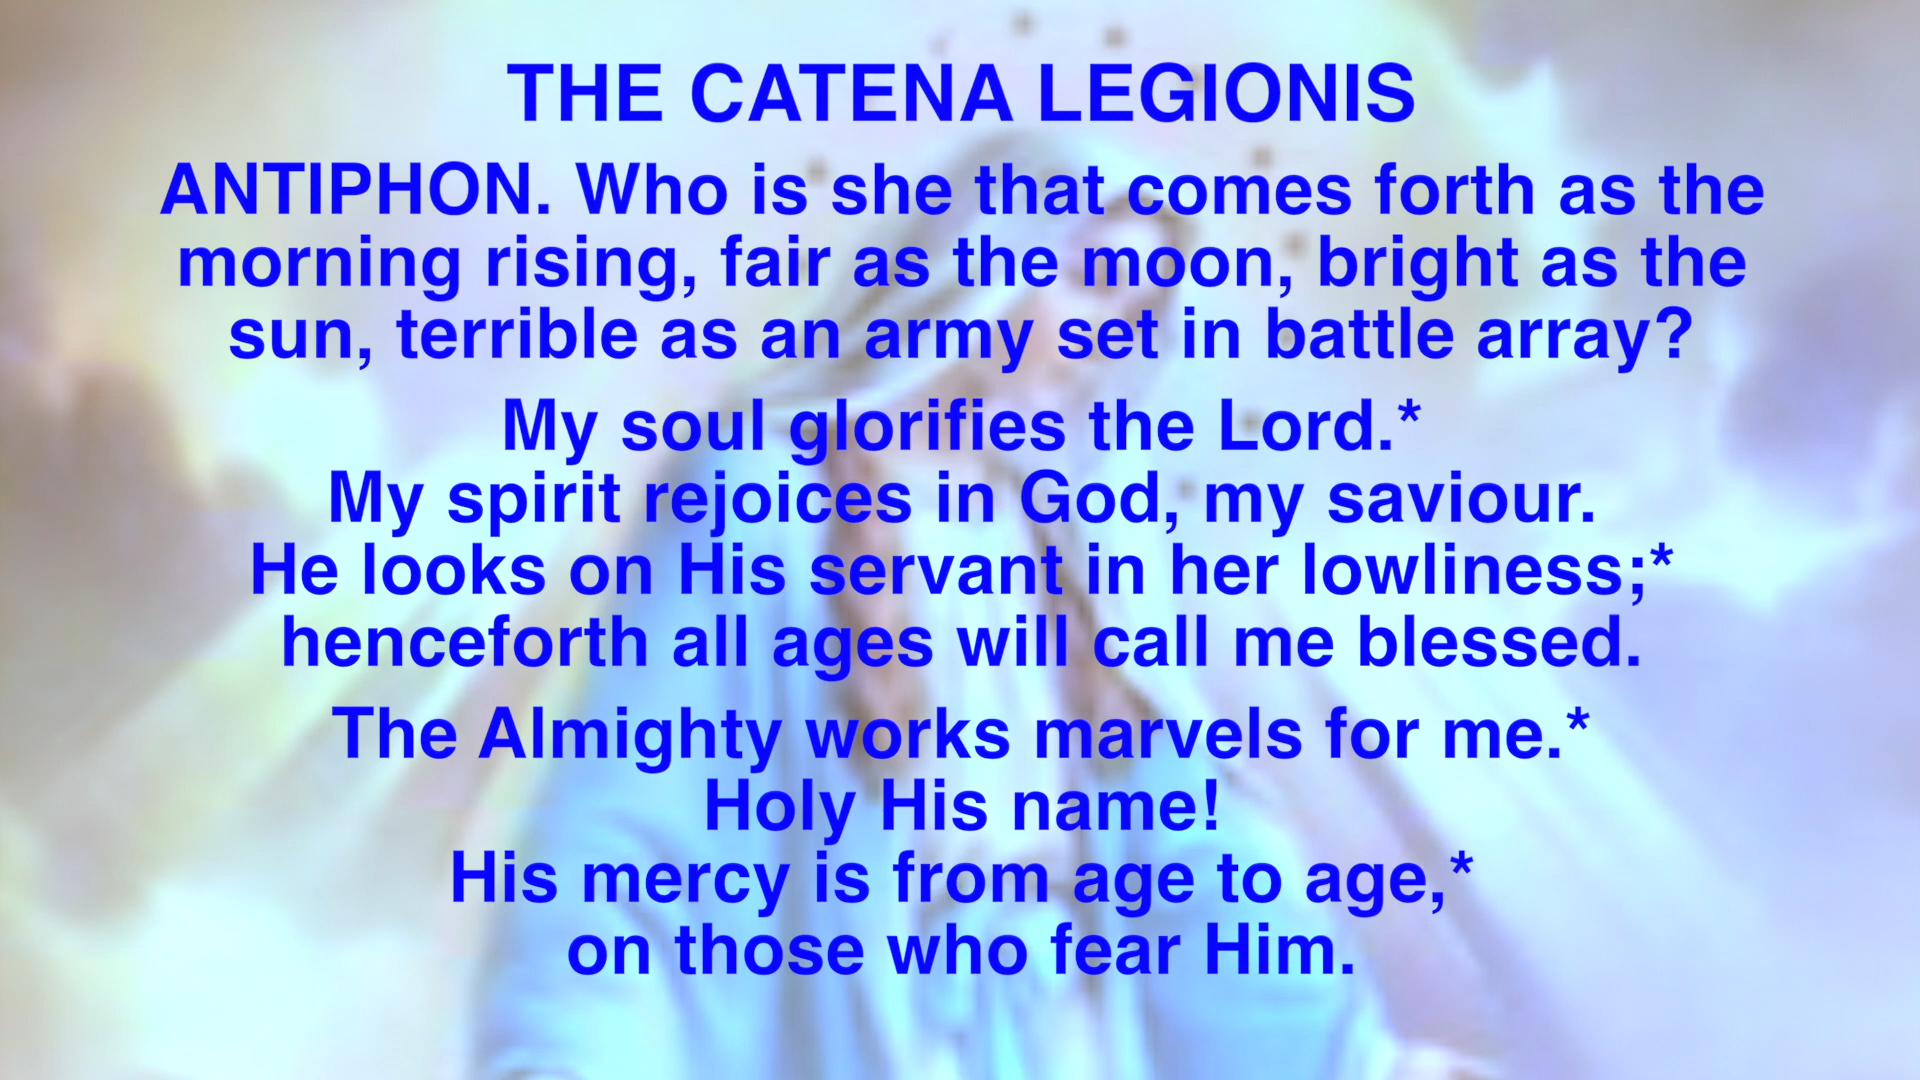 THE CATENA LEGIONIS
ANTIPHON. Who is she that comes forth as the
morning rising, fair as the moon, bright as the
sun, terrible as an army set in battle array?
My soul glorifies the Lord.*
My spirit rejoices in God, my saviour.
He looks on His servant in her lowliness;*
henceforth all ages will call me blessed.
The Almighty works marvels for me.*
Holy His name!
His mercy is from age to age,*
on those who fear Him.